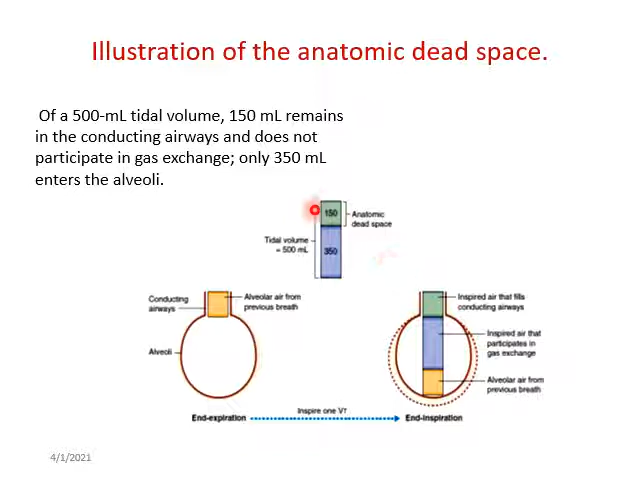 Illustration of the anatomic dead space.
Of a 500-mL tidal volume, 150 mL remains
in the conducting airways and does not
participate in gas exchange; only 350 mL
enters the alveoli.
150
Anatomic
dead space
Tidal volume
= 500 mL
350
Conducting
airways
Alveolar air from
previous breath
Alveoli
Inspired air that fills
conducting airways
Inspired air that
participates in
gas exchange
Alveolar air from
previous breath
End-expiration
Inspire one VT
End-inspiration
4/1/2021